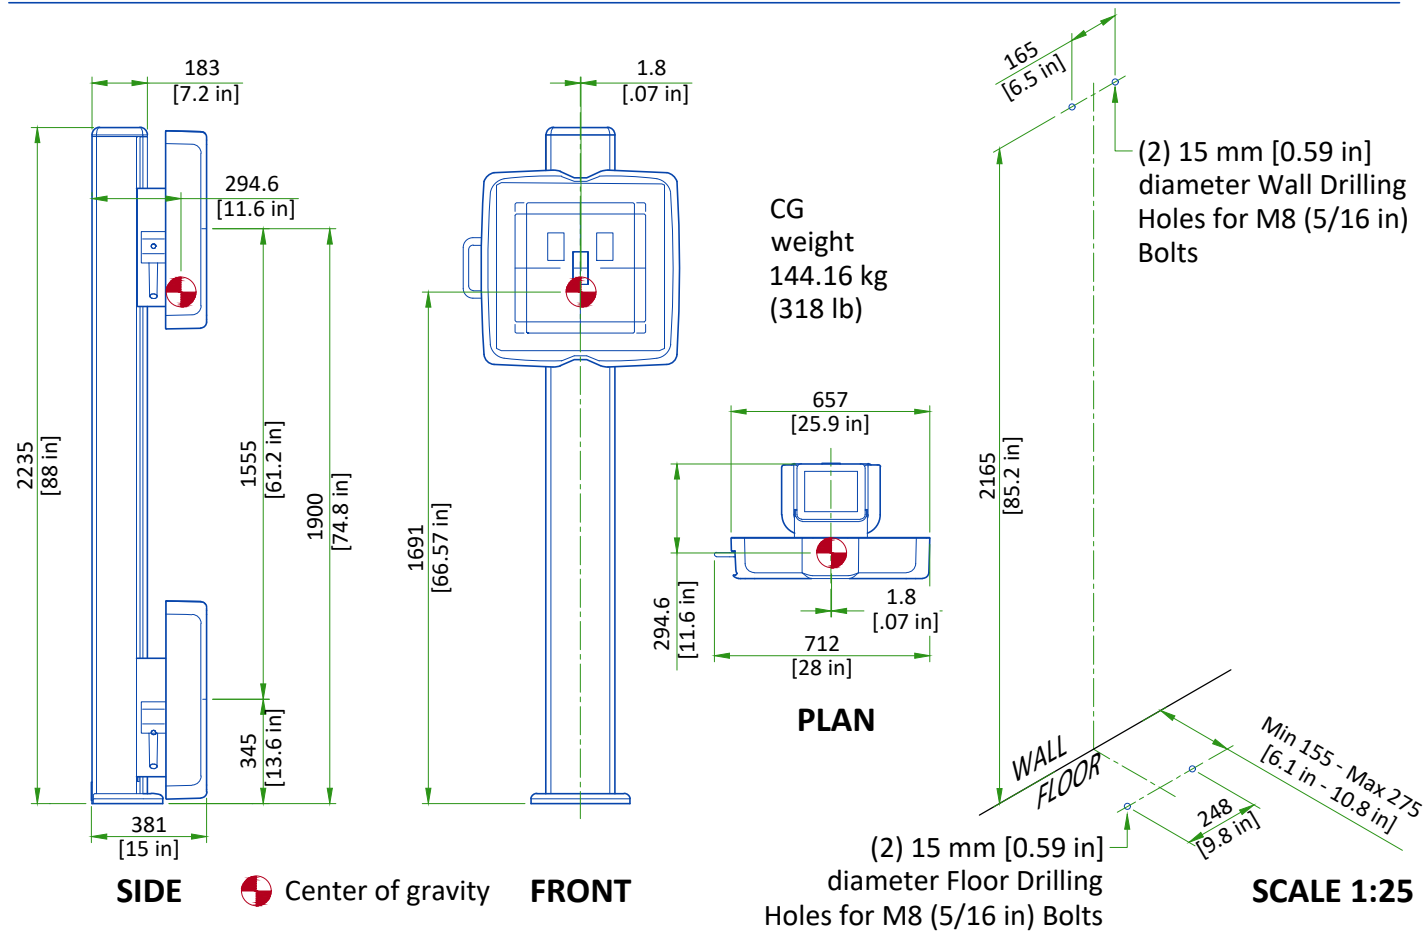 183
[7.2 in]
294.6
[11.6 in]
2235
[88 in]
1555
[61.2 in]
1900
[74.8 in]
345
[13.6 in]
381
[15 in]
SIDE
Center of gravity
1.8
[.07 in]
1691
[66.57 in]
FRONT
CG
weight
144.16 kg
(318 lb)
657
[25.9 in]
294.6
[11.6 in]
1.8
[.07 in]
712
[28 in]
PLAN
165
[6.5 in]
(2) 15 mm [0.59 in]
diameter Wall Drilling
Holes for M8 (5/16 in)
Bolts
2165
[85.2 in]
WALL
FLOOR
Min 155 - Max 275
[6.1 in - 10.8 in]
248
[9.8 in]
(2) 15 mm [0.59 in]
diameter Floor Drilling
Holes for M8 (5/16 in) Bolts
SCALE 1:25